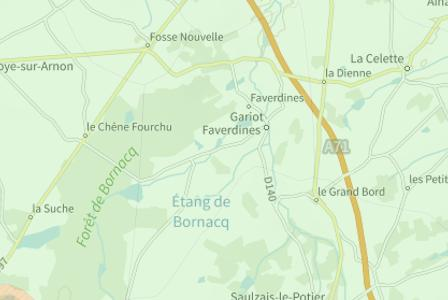 Fosse Nouvelle
La Celette
oye-sur-Arnon
la Dienne
Faverdines
Gariot
Faverdines
le Chêne Fourchu
A71
Forêt de Bornacq
les Petit
D140
le Grand Bord
Étang de
Bornacq
la Suche
Saulzais-le-Potier